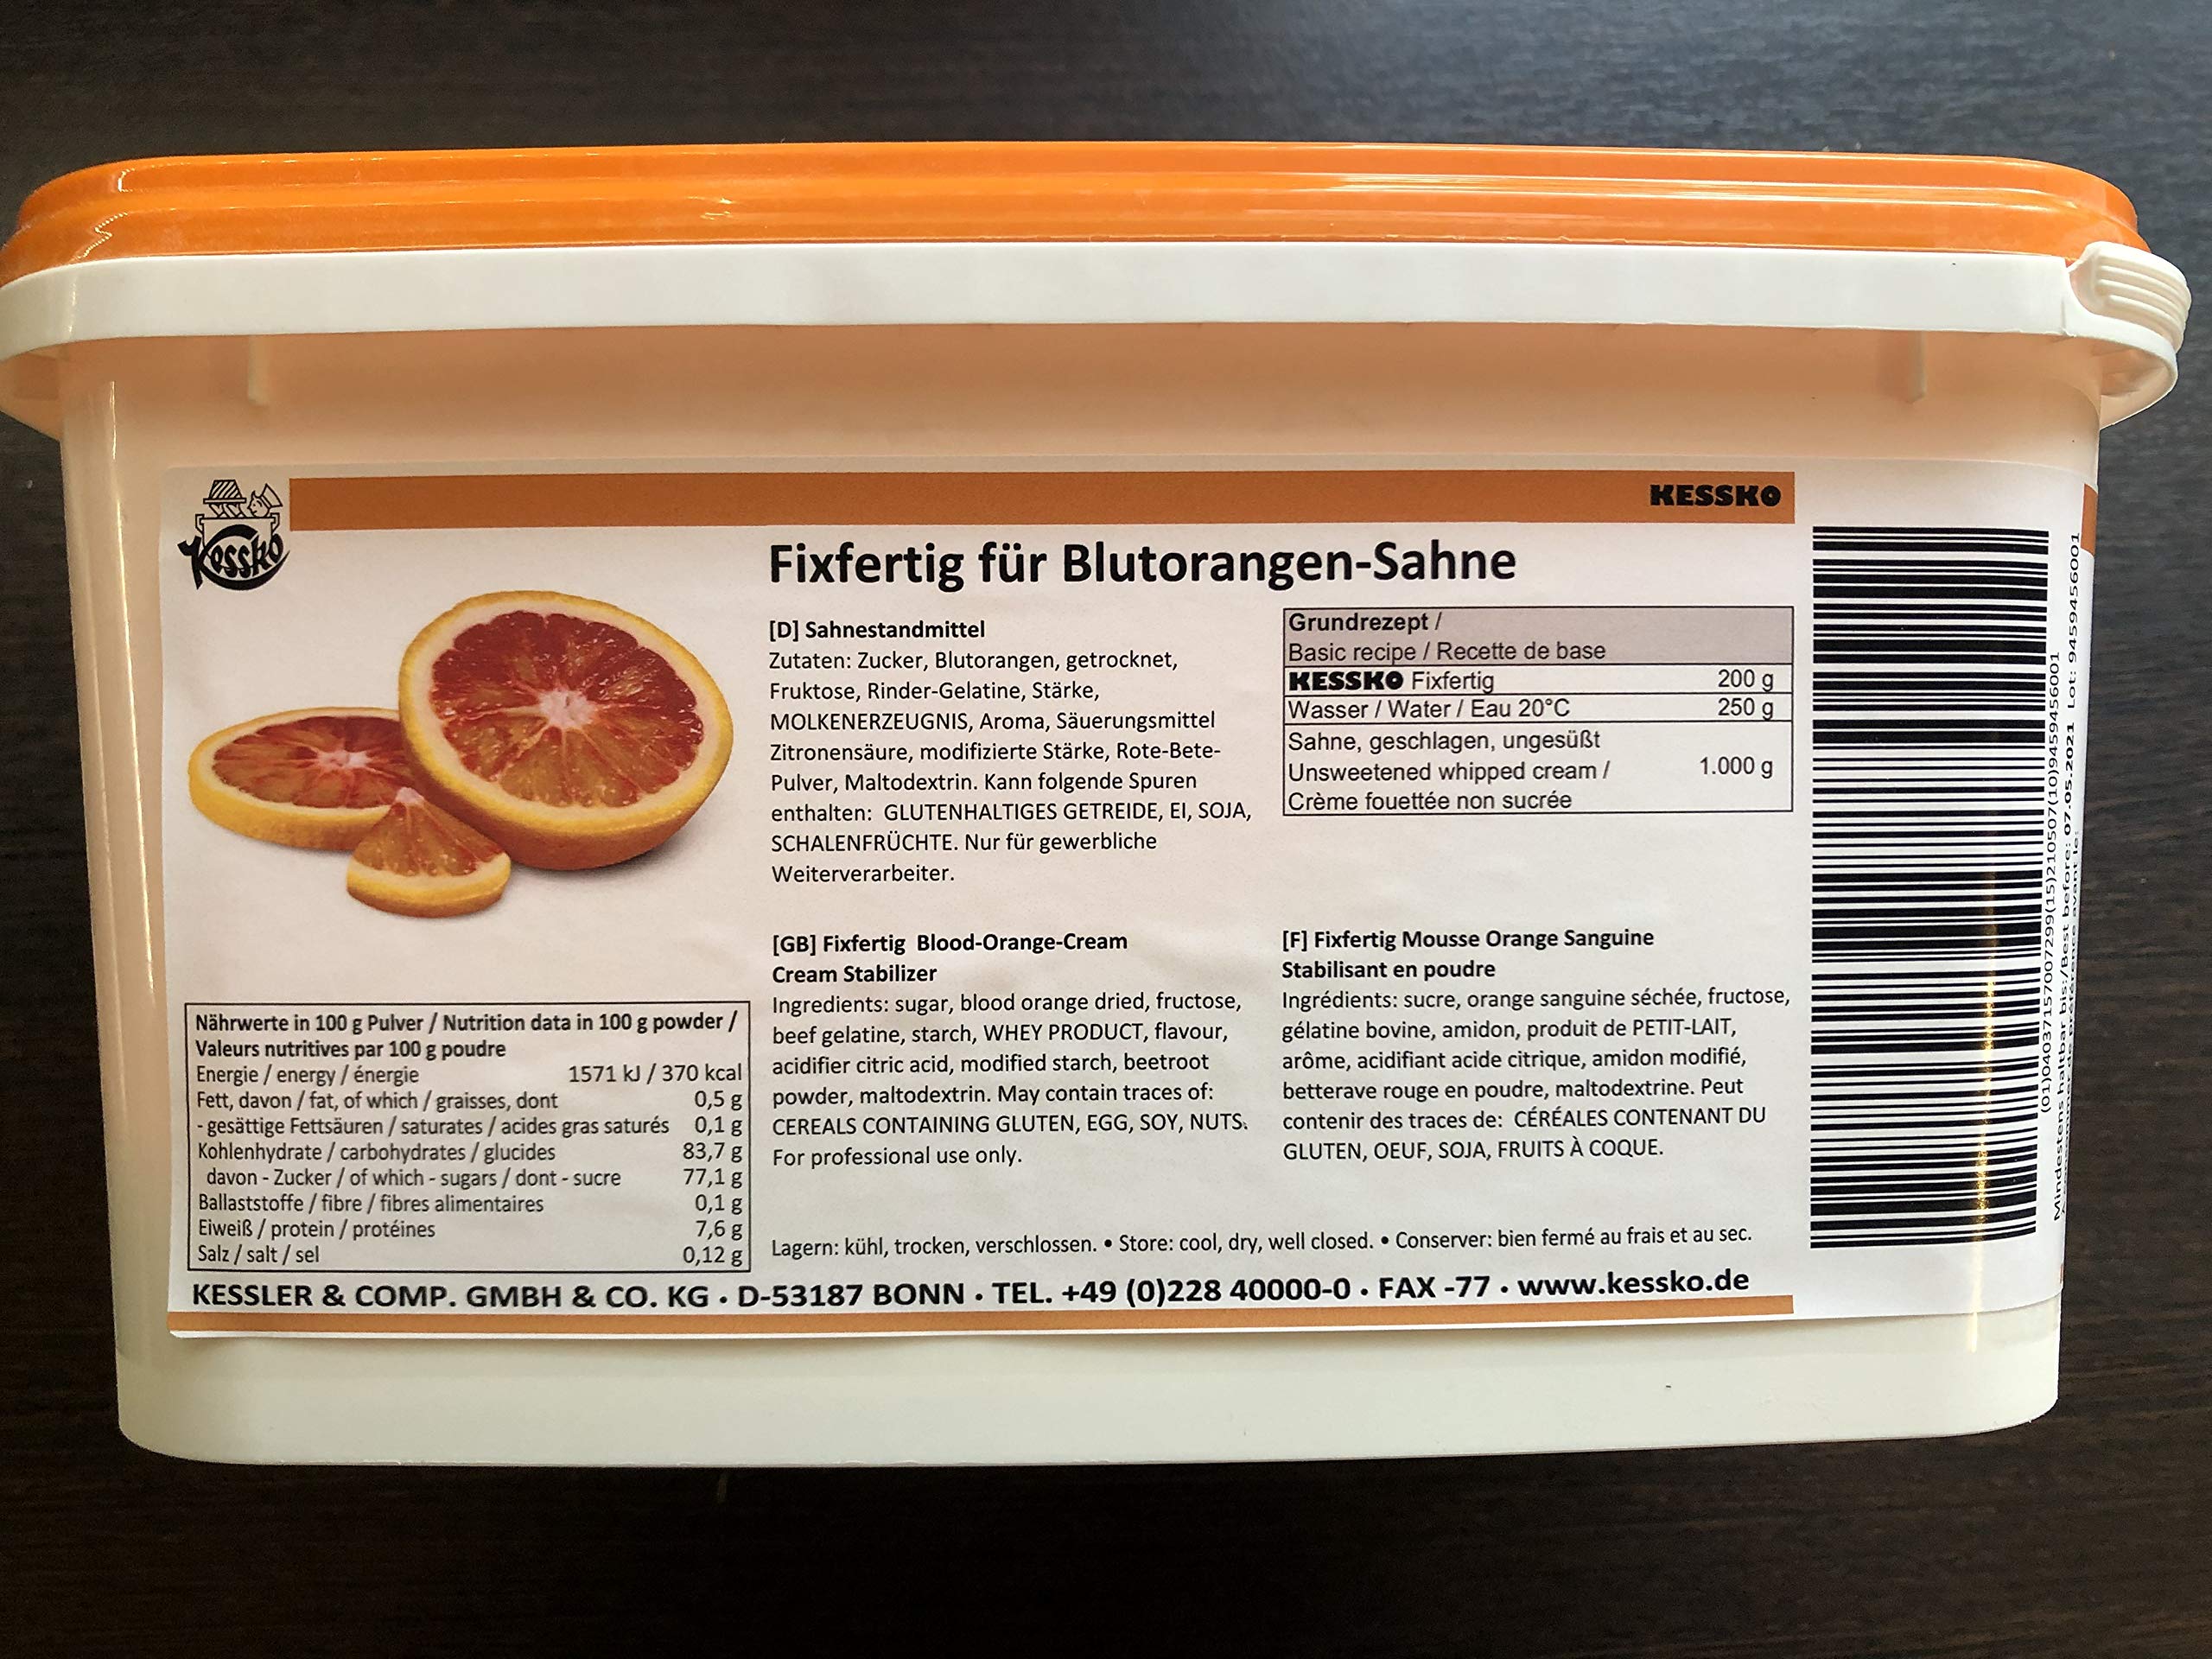 Kessko
KESSKO
Fixfertig für Blutorangen-Sahne
[D] Sahnestandmittel
Zutaten: Zucker, Blutorangen, getrocknet,
Fruktose, Rinder-Gelatine, Stärke,
MOLKENERZEUGNIS, Aroma, Säuerungsmittel
Zitronensäure, modifizierte Stärke, Rote-Bete-
Pulver, Maltodextrin. Kann folgende Spuren
enthalten: GLUTENHALTIGES GETREIDE, EI, SOJA,
SCHALENFRÜCHTE. Nur für gewerbliche
Weiterverarbeiter.
Grundrezept /
Basic recipe / Recette de base
KESSKO Fixfertig 200 g
Wasser / Water / Eau 20°C 250 g
Sahne, geschlagen, ungesüßt
Unsweetened whipped cream / 1.000 g
Crème fouettée non sucrée
[GB] Fixfertig Blood-Orange-Cream
Cream Stabilizer
Ingredients: sugar, blood orange dried, fructose,
beef gelatine, starch, WHEY PRODUCT, flavour,
acidifier citric acid, modified starch, beetroot
powder, maltodextrin. May contain traces of:
CEREALS CONTAINING GLUTEN, EGG, SOY, NUTS.
For professional use only.
[F] Fixfertig Mousse Orange Sanguine
Stabilisant en poudre
Ingrédients: sucre, orange sanguine séchée, fructose,
gélatine bovine, amidon, produit de PETIT-LAIT,
arôme, acidifiant acide citrique, amidon modifié,
betterave rouge en poudre, maltodextrine. Peut
contenir des traces de: CÉRÉALES CONTENANT DU
GLUTEN, OEUF, SOJA, FRUITS À COQUE.
Nährwerte in 100 g Pulver / Nutrition data in 100 g powder /
Valeurs nutritives par 100 g poudre
Energie / energy / énergie 1571 kJ / 370 kcal
Fett, davon / fat, of which / graisses, dont 0,5 g
- gesättige Fettsäuren / saturates / acides gras saturés 0,1 g
Kohlenhydrate / carbohydrates / glucides 83,7 g
davon - Zucker / of which - sugars / dont - sucre 77,1 g
Ballaststoffe / fibre / fibres alimentaires 0,1 g
Eiweiß / protein / protéines 7,6 g
Salz / salt / sel 0,12 g
Lagern: kühl, trocken, verschlossen. • Store: cool, dry, well closed. • Conserver: bien fermé au frais et au sec.
KESSLER & COMP. GMBH & CO. KG • D-53187 BONN • TEL. +49 (0)228 40000-0 • FAX -77 • www.kessko.de
(01)040371157007299(15)210507(10)9459456001
Mindestens haltbar bis:/Best before: 07.05.2021 Lot: 9459456001